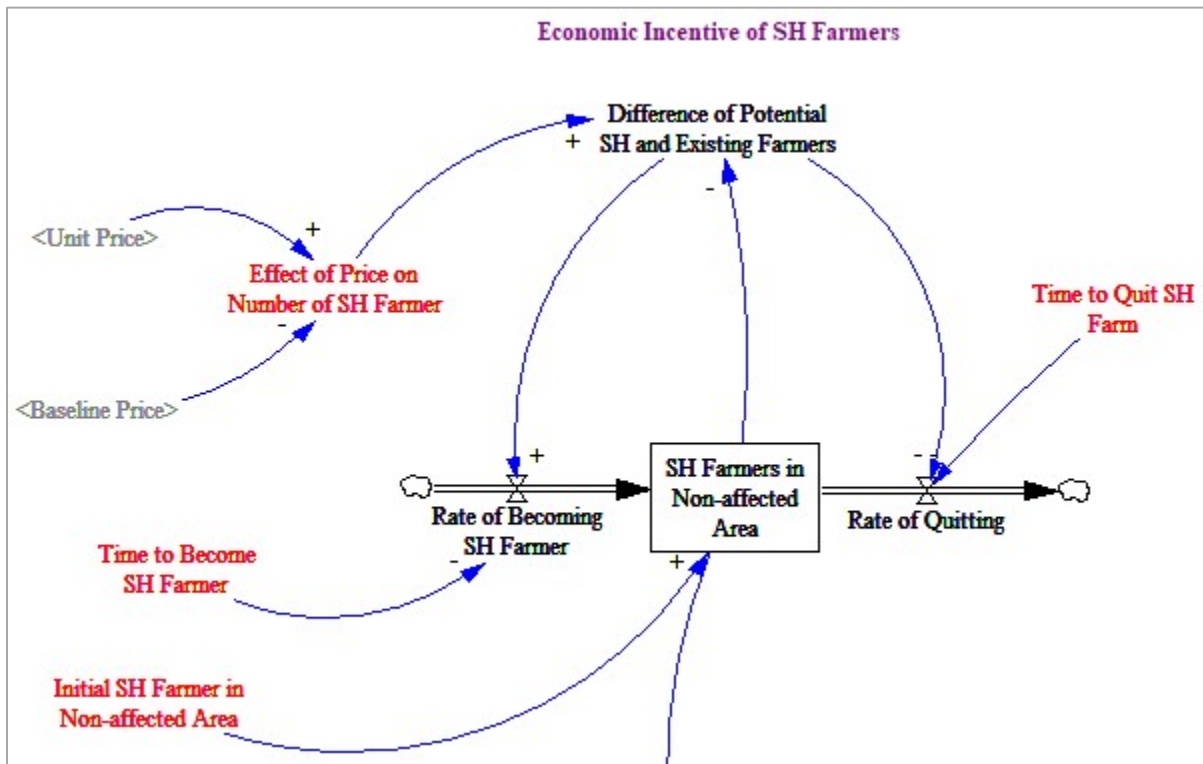 Economic Incentive of SH Farmers
Difference of Potential
SH and Existing Farmers
+
-
<Unit Price>
+
Effect of Price on
Number of SH Farmer
-
<Baseline Price>
Time to Quit SH
Farm
+
- -
SH Farmers in
Non-affected
Area
Rate of Becoming
SH Farmer
Rate of Quitting
Time to Become
SH Farmer
-
+
Initial SH Farmer in
Non-affected Area